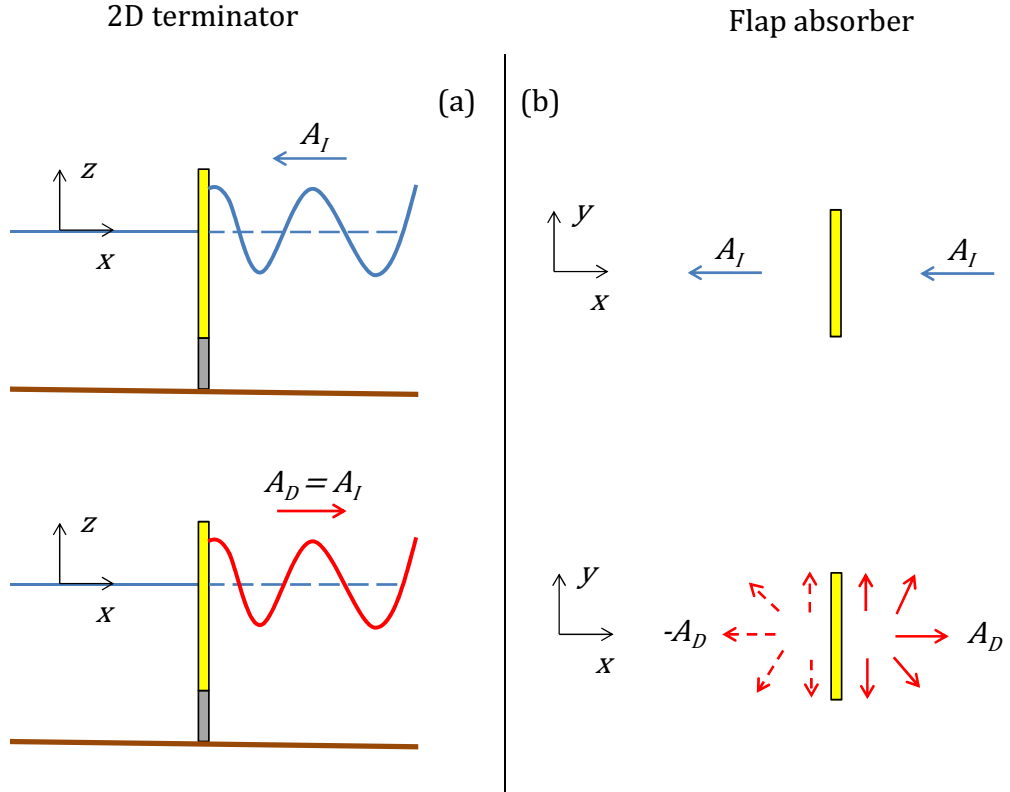 2D terminator
Flap absorber
(a)
(b)
A_I
z
x
y
x
A_I
A_I
A_D = A_I
z
x
y
x
-A_D
A_D